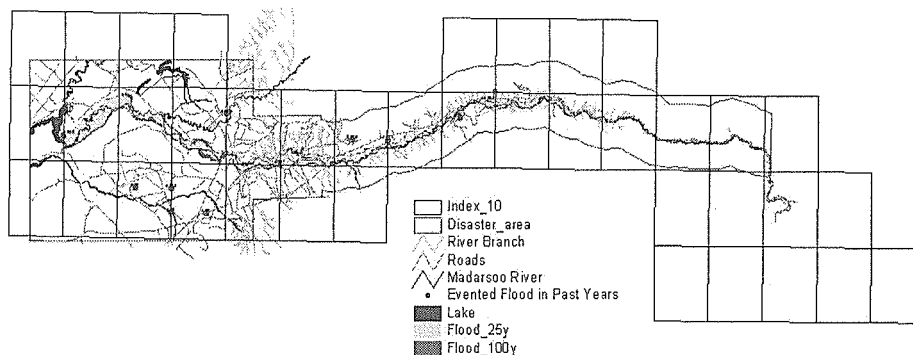 Index_10
Disaster_area
River Branch
Roads
Madarsoo River
Evented Flood in Past Years
Lake
Flood_25y
Flood_100y